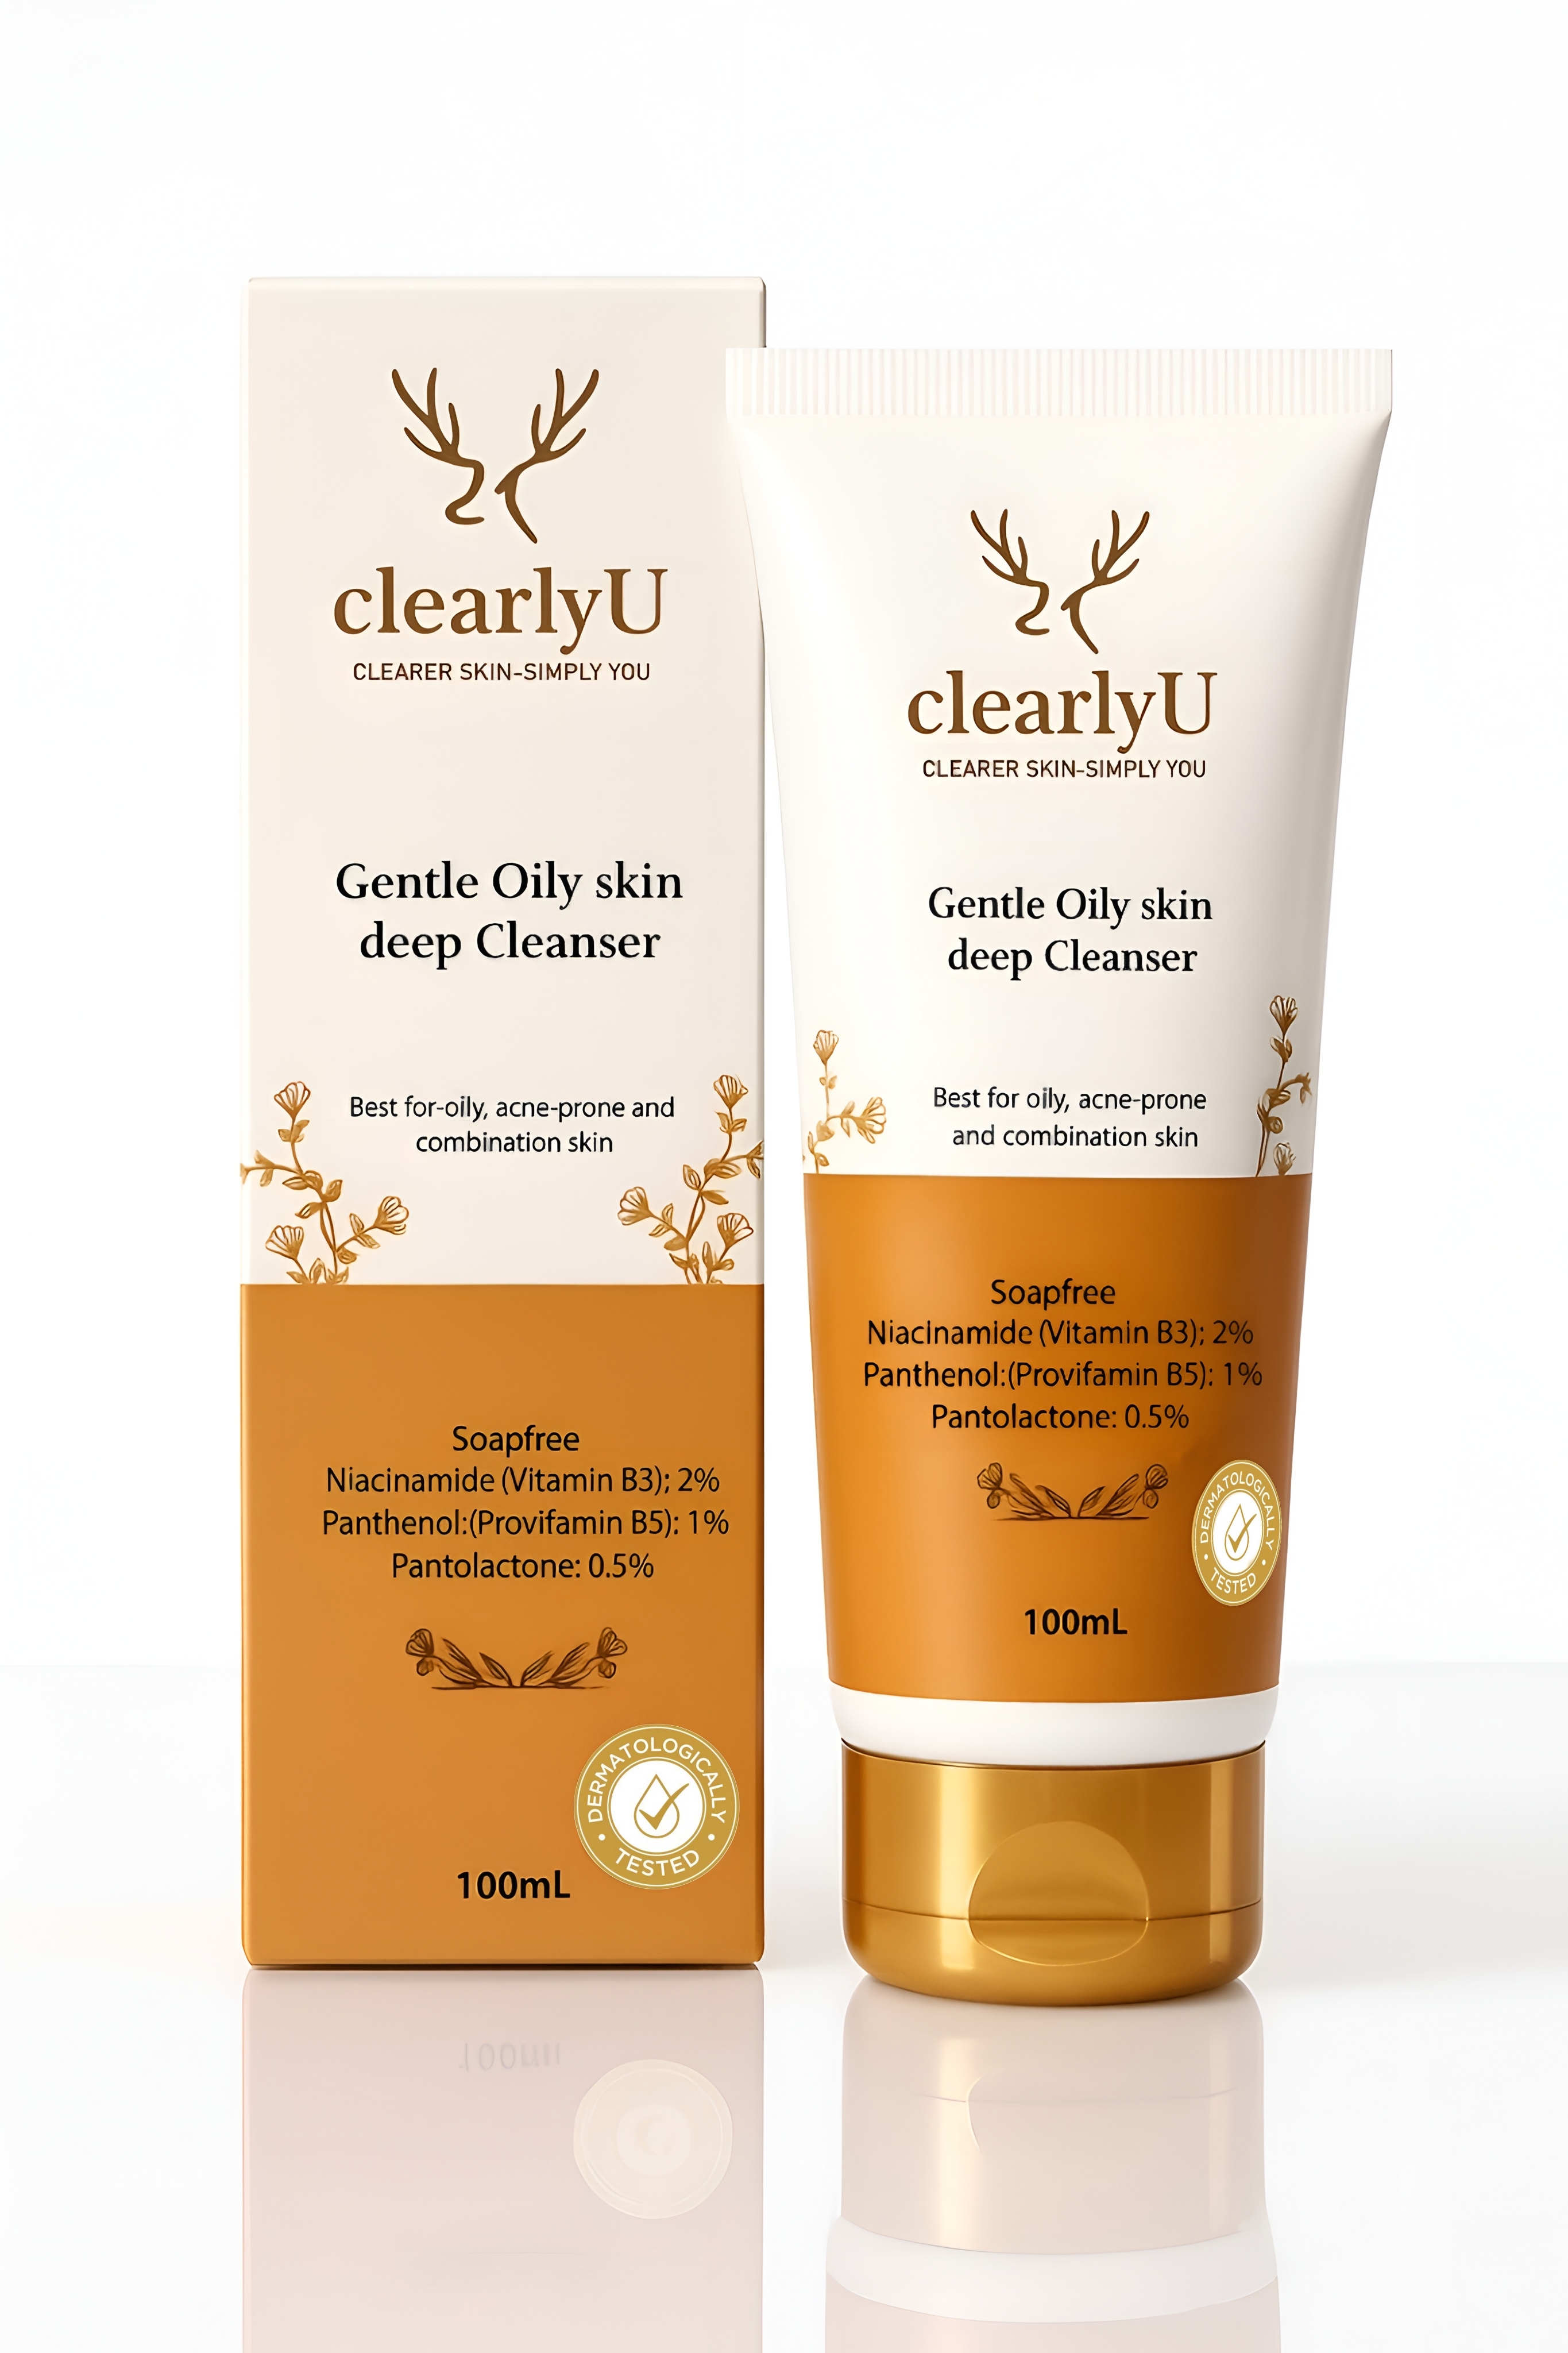 clearlyU
CLEARER SKIN-SIMPLY YOU
Gentle Oily skin
deep Cleanser
Best for-oily, acne-prone and
combination skin
Soapfree
Niacinamide (Vitamin B3); 2%
Panthenol:(Provifamin B5): 1%
Pantolactone: 0.5%
DERMATOLOGICALLY
TESTED
100mL
clearlyU
CLEARER SKIN-SIMPLY YOU
Gentle Oily skin
deep Cleanser
Best for oily, acne-prone
and combination skin
Soapfree
Niacinamide (Vitamin B3); 2%
Panthenol:(Provifamin B5): 1%
Pantolactone: 0.5%
DERMATOLOGICALLY
TESTED
100mL